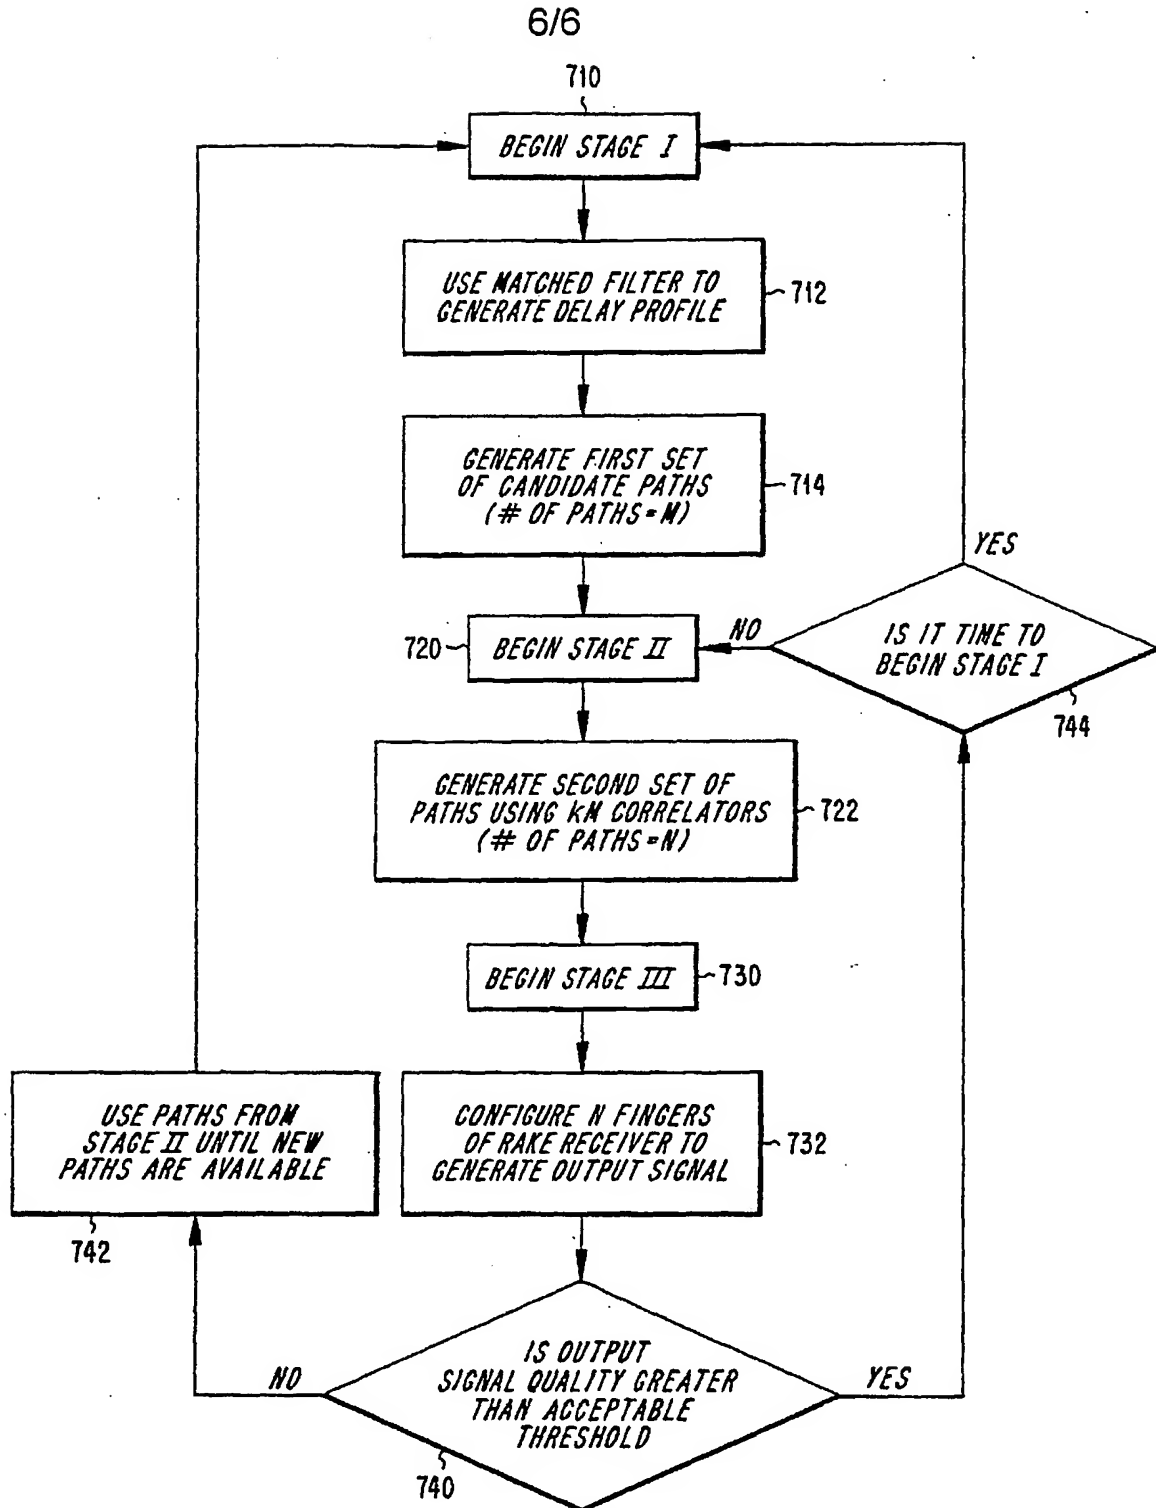 6/6
710
BEGIN STAGE I
USE MATCHED FILTER TO
GENERATE DELAY PROFILE
712
GENERATE FIRST SET
OF CANDIDATE PATHS
(# OF PATHS=M)
714
YES
720
BEGIN STAGE II
NO
IS IT TIME TO
BEGIN STAGE I
744
GENERATE SECOND SET OF
PATHS USING KM CORRELATORS
(# OF PATHS=N)
722
BEGIN STAGE III
730
USE PATHS FROM
STAGE II UNTIL NEW
PATHS ARE AVAILABLE
742
CONFIGURE N FINGERS
OF RAKE RECEIVER TO
GENERATE OUTPUT SIGNAL
732
NO
IS OUTPUT
SIGNAL QUALITY GREATER
THAN ACCEPTABLE
THRESHOLD
YES
740